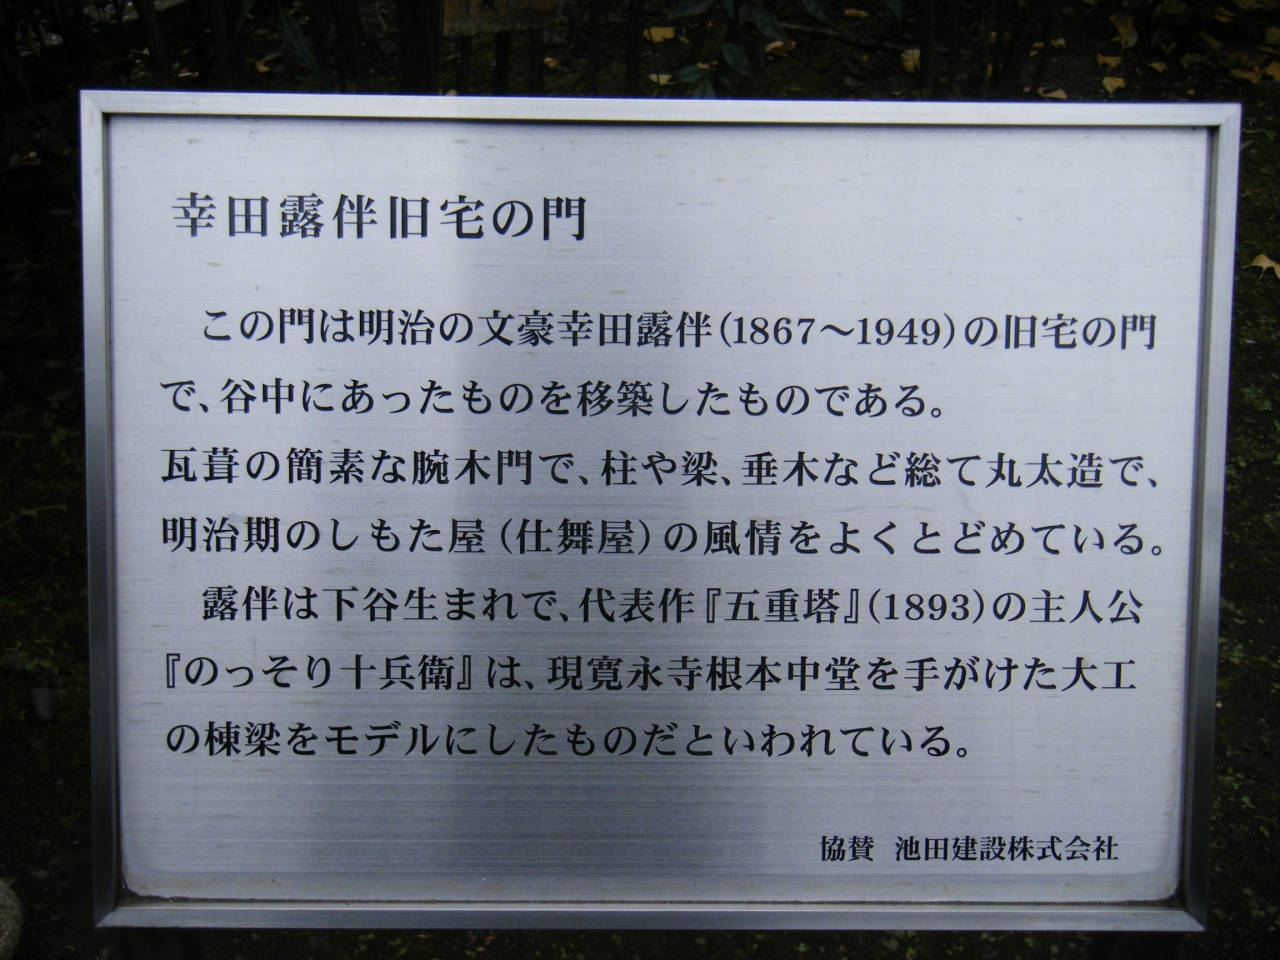 幸田露伴旧宅の門
この門は明治の文豪幸田露伴(1867〜1949)の旧宅の門
で、谷中にあったものを移築したものである。
瓦葺の簡素な腕木門で、柱や梁、垂木など総て丸太造で、
明治期のしもた屋(仕舞屋)の風情をよくとどめている。
露伴は下谷生まれで、代表作『五重塔』(1893)の主人公
『のっそり十兵衛』は、現寛永寺根本中堂を手がけた大工
の棟梁をモデルにしたものだといわれている。
協賛 池田建設株式会社